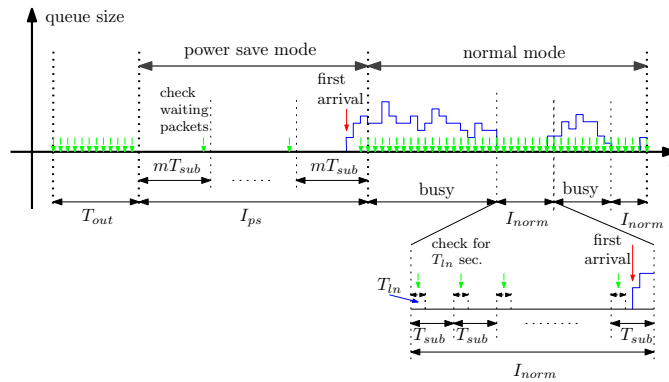 queue size
power save mode
normal mode
check
waiting
packets
first
arrival
mT_sub
. . . . . .
mT_sub
busy
busy
T_out
I_ps
I_norm
I_norm
check for
T_ln sec.
first
arrival
T_ln
T_sub
T_sub
. . . . . . . .
T_sub
I_norm